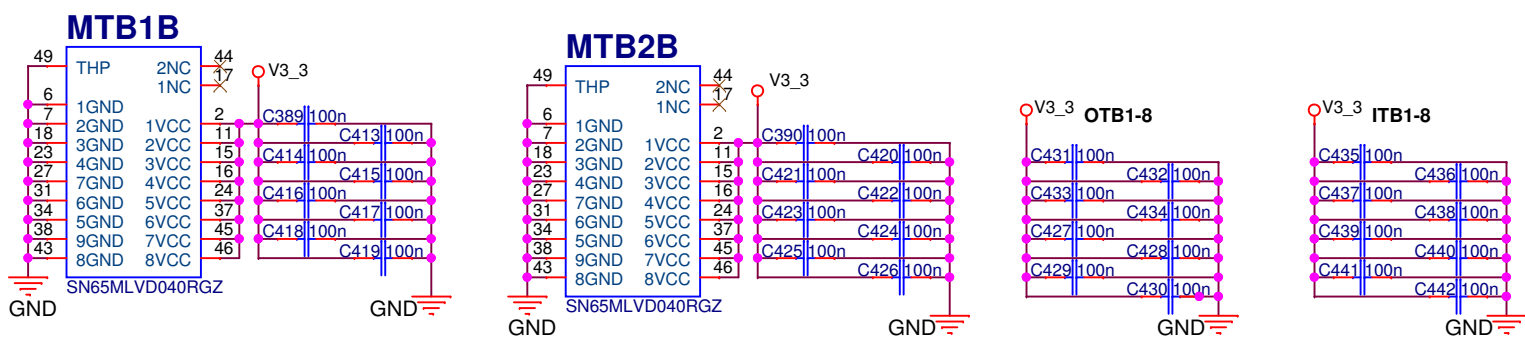 MTB1B
49 THP 2NC 44
1NC 17
V3_3
6 1GND
7 2GND 1VCC 2 C389 100n
18 3GND 2VCC 11 C413 100n
23 4GND 3VCC 15 C414 100n
27 7GND 4VCC 16 C415 100n
31 6GND 5VCC 24 C416 100n
34 5GND 6VCC 37 C417 100n
38 9GND 7VCC 45 C418 100n
43 8GND 8VCC 46 C419 100n
SN65MLVD040RGZ
GND
GND
MTB2B
49 THP 2NC 44
1NC 17
V3_3
6 1GND
7 2GND 1VCC 2 C390 100n
18 3GND 2VCC 11 C420 100n
23 4GND 3VCC 15 C421 100n
27 7GND 4VCC 16 C422 100n
31 6GND 5VCC 24 C423 100n
34 5GND 6VCC 37 C424 100n
38 9GND 7VCC 45 C425 100n
43 8GND 8VCC 46 C426 100n
SN65MLVD040RGZ
GND
GND
V3_3 OTB1-8
C431 100n
C432 100n
C433 100n
C434 100n
C427 100n
C428 100n
C429 100n
C430 100n
GND
V3_3 ITB1-8
C435 100n
C436 100n
C437 100n
C438 100n
C439 100n
C440 100n
C441 100n
C442 100n
GND